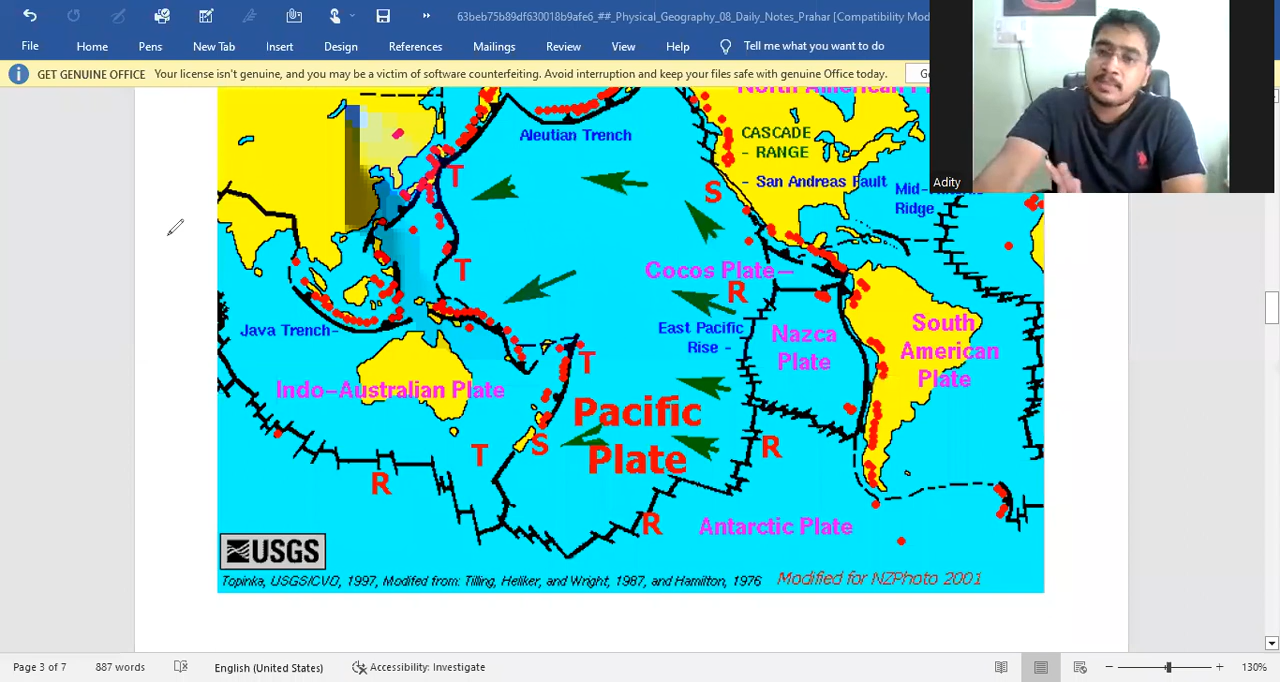 63beb75b89df630018b9afe6_##_Physical_Geography_08_Daily_Notes_Prahar [Compatibility Mod
File Home Pens New Tab Insert Draw Design References Mailings Review View Help Tell me what you want to do
GET GENUINE OFFICE Your license isn't genuine, and you may be a victim of software counterfeiting. Avoid interruption and keep your files safe with genuine Office today.
Aleutian Trench
CASCADE
- RANGE
- San Andreas Fault
Mid-
Ridge
Adity
T
S
T
Cocos Plate
R
Java Trench
East Pacific
Rise -
Nazca
Plate
South
American
Plate
T
Indo-Australian Plate
Pacific
Plate
T
S
R
R
R
Antarctic Plate
USGS
Topinka, USGS/CVO, 1997, Modifed from: Tilling, Heliker, and Wright, 1987, and Hamilton, 1976 Modified for NZPhoto 2001
Page 3 of 7 887 words English (United States) Accessibility: Investigate 130%